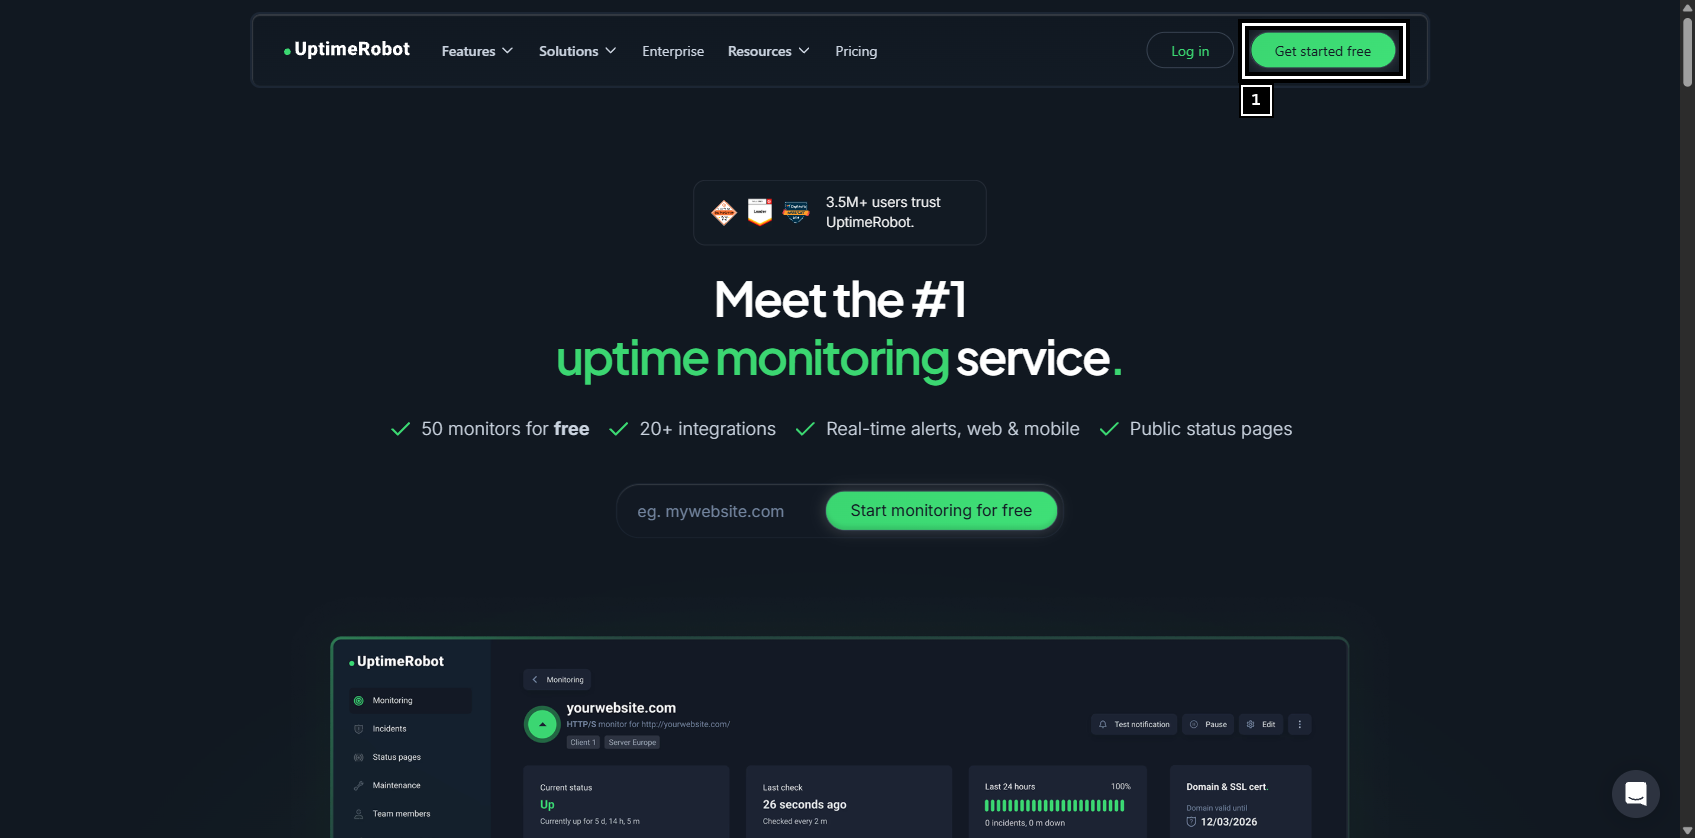 UptimeRobot
Features
Solutions
Enterprise
Resources
Pricing
Log in
Get started free
1
3.5M+ users trust
UptimeRobot.
Meet the #1
uptime monitoring service.
50 monitors for free
20+ integrations
Real-time alerts, web & mobile
Public status pages
eg. mywebsite.com
Start monitoring for free
UptimeRobot
Monitoring
Incidents
Status pages
Maintenance
Team members
Monitoring
yourwebsite.com
HTTP/S monitor for http://yourwebsite.com/
Client 1
Server Europe
Test notification
Pause
Edit
Current status
Up
Currently up for 5 d, 14 h, 5 m
Last check
26 seconds ago
Checked every 2 m
Last 24 hours
100%
0 incidents, 0 m down
Domain & SSL cert.
Domain valid until
12/03/2026